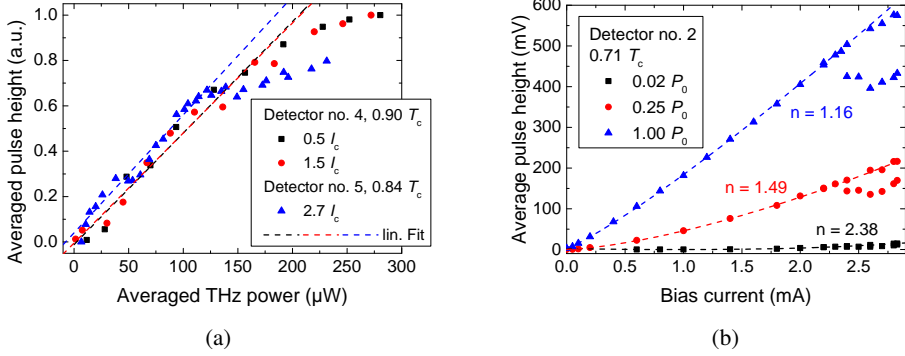 1.0
0.8
0.6
0.4
0.2
0.0
Averaged pulse height (a.u.)
0 50 100 150 200 250 300
Averaged THz power (µW)
Detector no. 4, 0.90 T_c
0.5 I_c
1.5 I_c
Detector no. 5, 0.84 T_c
2.7 I_c
lin. Fit
(a)
600
500
400
300
200
100
0
Average pulse height (mV)
0.0 0.5 1.0 1.5 2.0 2.5
Bias current (mA)
Detector no. 2
0.71 T_c
0.02 P_0
0.25 P_0
1.00 P_0
n = 1.16
n = 1.49
n = 2.38
(b)